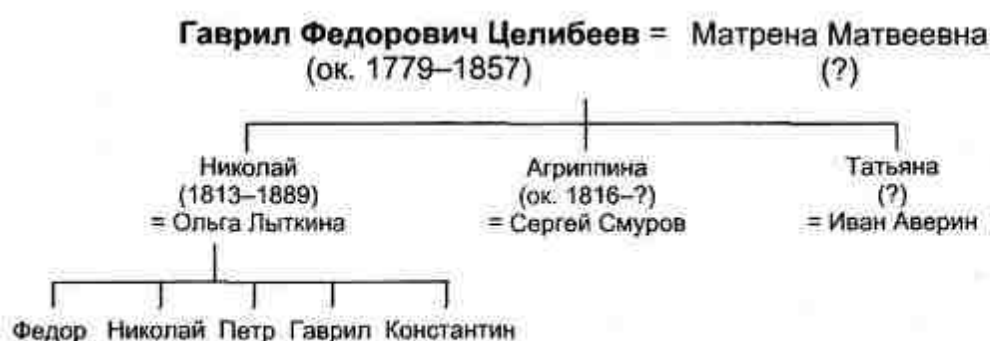 Гаврил Федорович Целибеев = Матрена Матвеевна
(ок. 1779–1857) (?)
Николай Агриппина Татьяна
(1813–1889) (ок. 1816–?) (?)
= Ольга Лыткина = Сергей Смуров = Иван Аверин
Федор Николай Петр Гаврил Константин